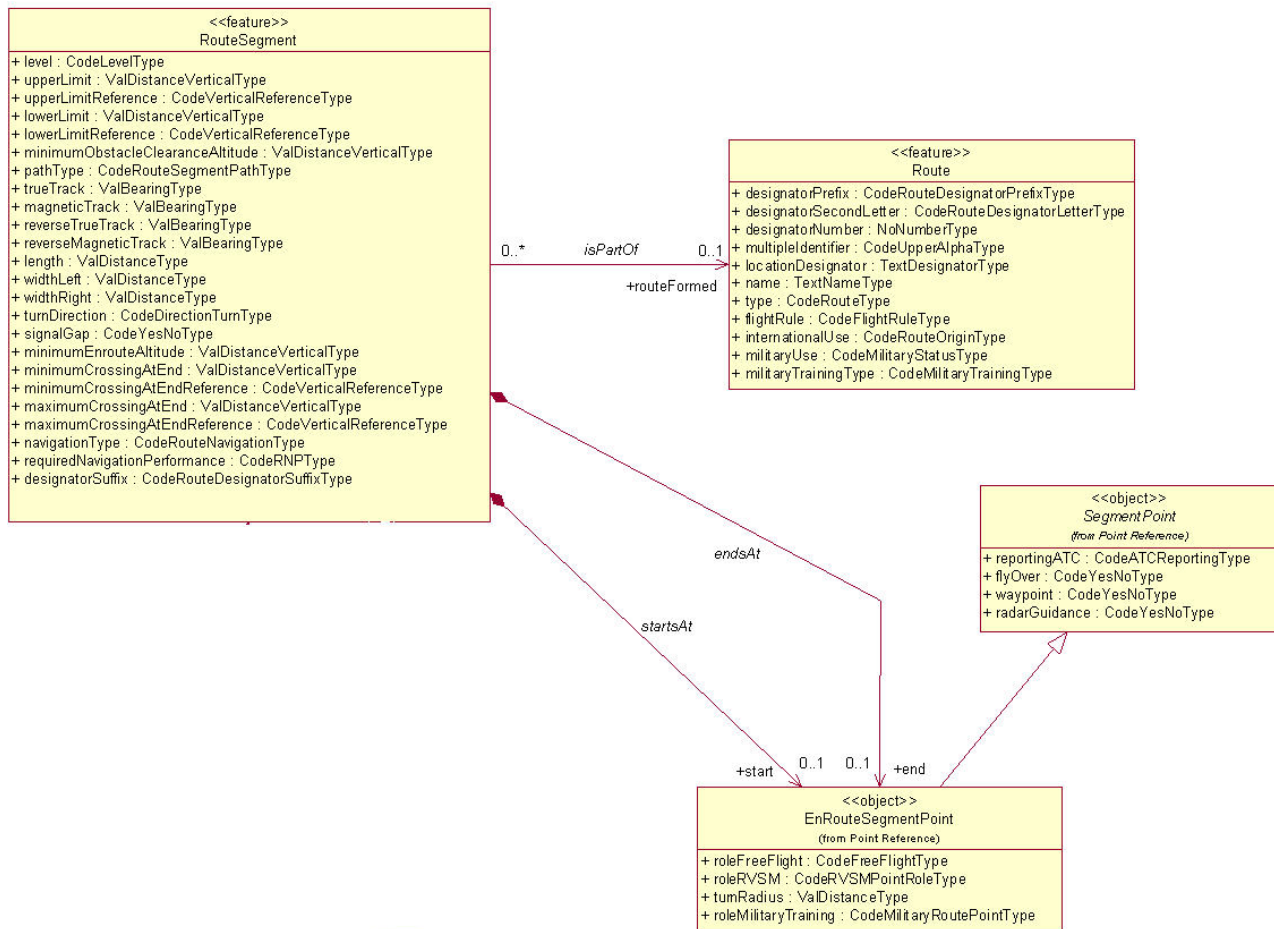 <<feature>>
RouteSegment
+ level : CodeLevelType
+ upperLimit : ValDistanceVerticalType
+ upperLimitReference : CodeVerticalReferenceType
+ lowerLimit : ValDistanceVerticalType
+ lowerLimitReference : CodeVerticalReferenceType
+ minimumObstacleClearanceAltitude : ValDistanceVerticalType
+ pathType : CodeRouteSegmentPathType
+ trueTrack : ValBearingType
+ magneticTrack : ValBearingType
+ reverseTrueTrack : ValBearingType
+ reverseMagneticTrack : ValBearingType
+ length : ValDistanceType
+ widthLeft : ValDistanceType
+ widthRight : ValDistanceType
+ turnDirection : CodeDirectionTurnType
+ signalGap : CodeYesNoType
+ minimumEnrouteAltitude : ValDistanceVerticalType
+ minimumCrossingAtEnd : ValDistanceVerticalType
+ minimumCrossingAtEndReference : CodeVerticalReferenceType
+ maximumCrossingAtEnd : ValDistanceVerticalType
+ maximumCrossingAtEndReference : CodeVerticalReferenceType
+ navigationType : CodeRouteNavigationType
+ requiredNavigationPerformance : CodeRNPType
+ designatorSuffix : CodeRouteDesignatorSuffixType
0..*
isPartOf
0..1
+routeFormed
<<feature>>
Route
+ designatorPrefix : CodeRouteDesignatorPrefixType
+ designatorSecondLetter : CodeRouteDesignatorLetterType
+ designatorNumber : NoNumberType
+ multipleIdentifier : CodeUpperAlphaType
+ locationDesignator : TextDesignatorType
+ name : TextNameType
+ type : CodeRouteType
+ flightRule : CodeFlightRuleType
+ internationalUse : CodeRouteOriginType
+ militaryUse : CodeMilitaryStatusType
+ militaryTrainingType : CodeMilitaryTrainingType
<<object>>
SegmentPoint
(from Point Reference)
+ reportingATC : CodeATCReportingType
+ flyOver : CodeYesNoType
+ waypoint : CodeYesNoType
+ radarGuidance : CodeYesNoType
endsAt
startsAt
+start
0..1
0..1
+end
<<object>>
EnRouteSegmentPoint
(from Point Reference)
+ roleFreeFlight : CodeFreeFlightType
+ roleRVSM : CodeRVSMPointRoleType
+ turnRadius : ValDistanceType
+ roleMilitaryTraining : CodeMilitaryRoutePointType